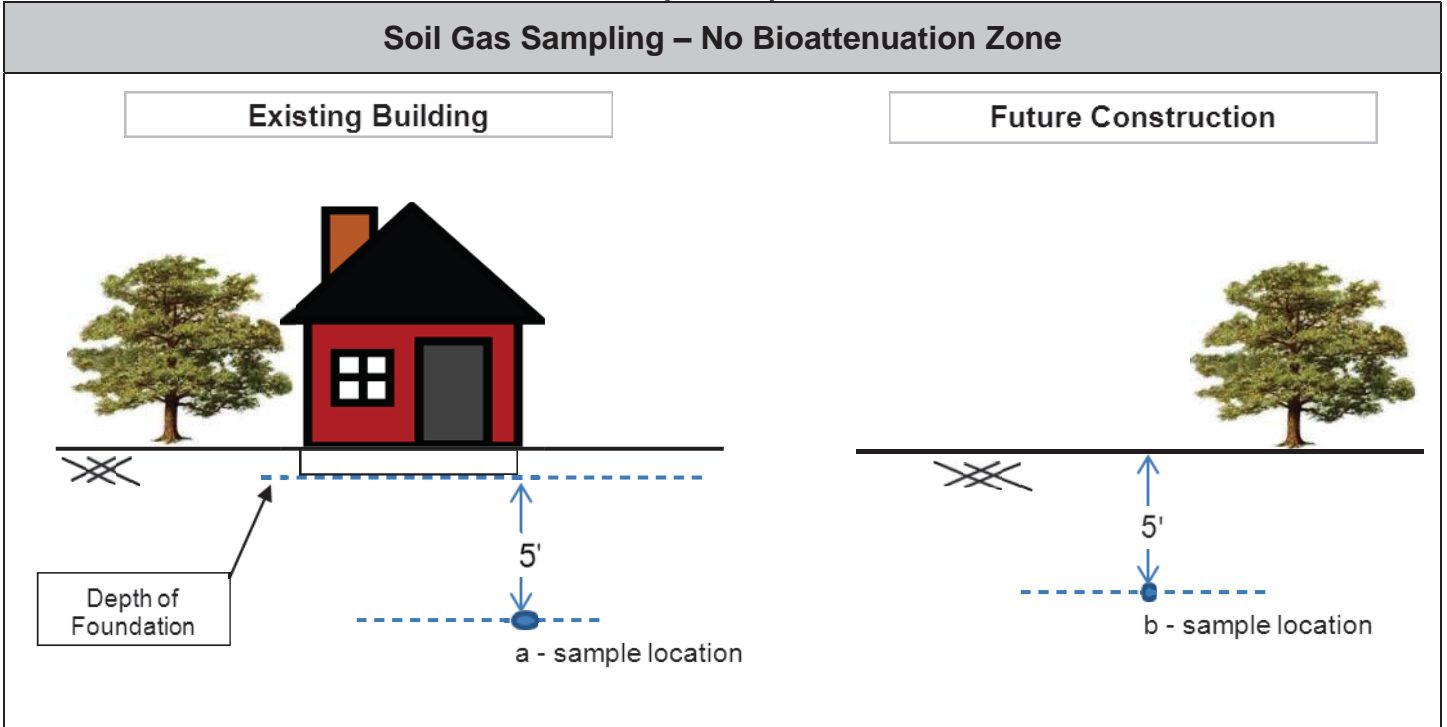 Soil Gas Sampling – No Bioattenuation Zone
Existing Building
Future Construction
5'
Depth of
Foundation
a - sample location
5'
b - sample location